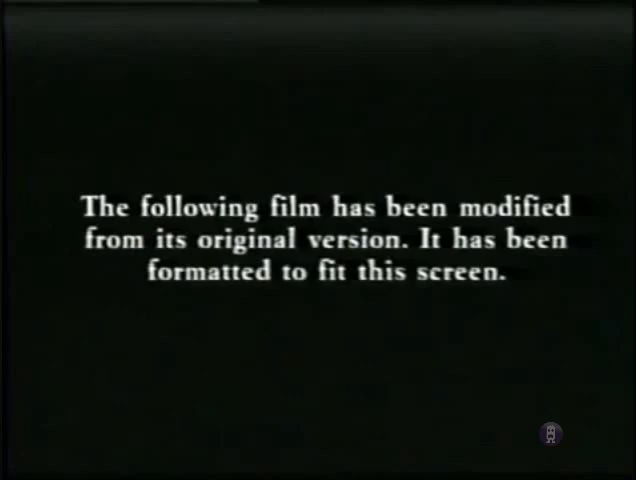 The following film has been modified
from its original version. It has been
formatted to fit this screen.